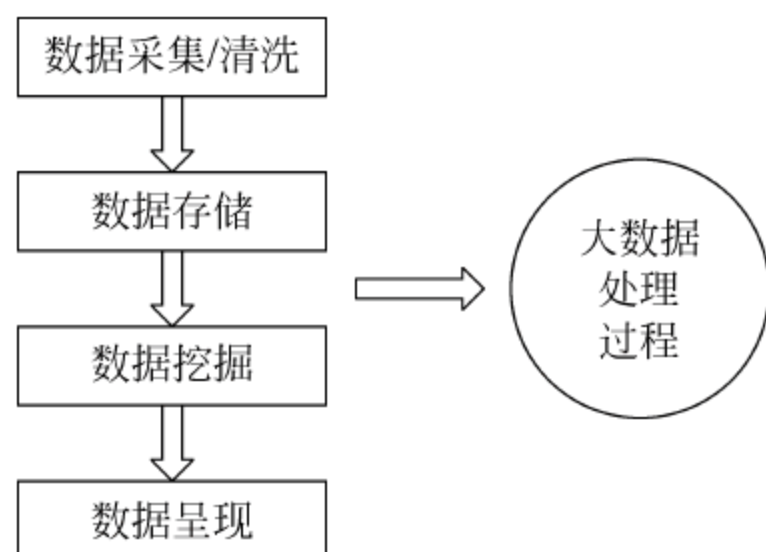 数据采集/清洗
数据存储
数据挖掘
数据呈现
大数据
处理
过程